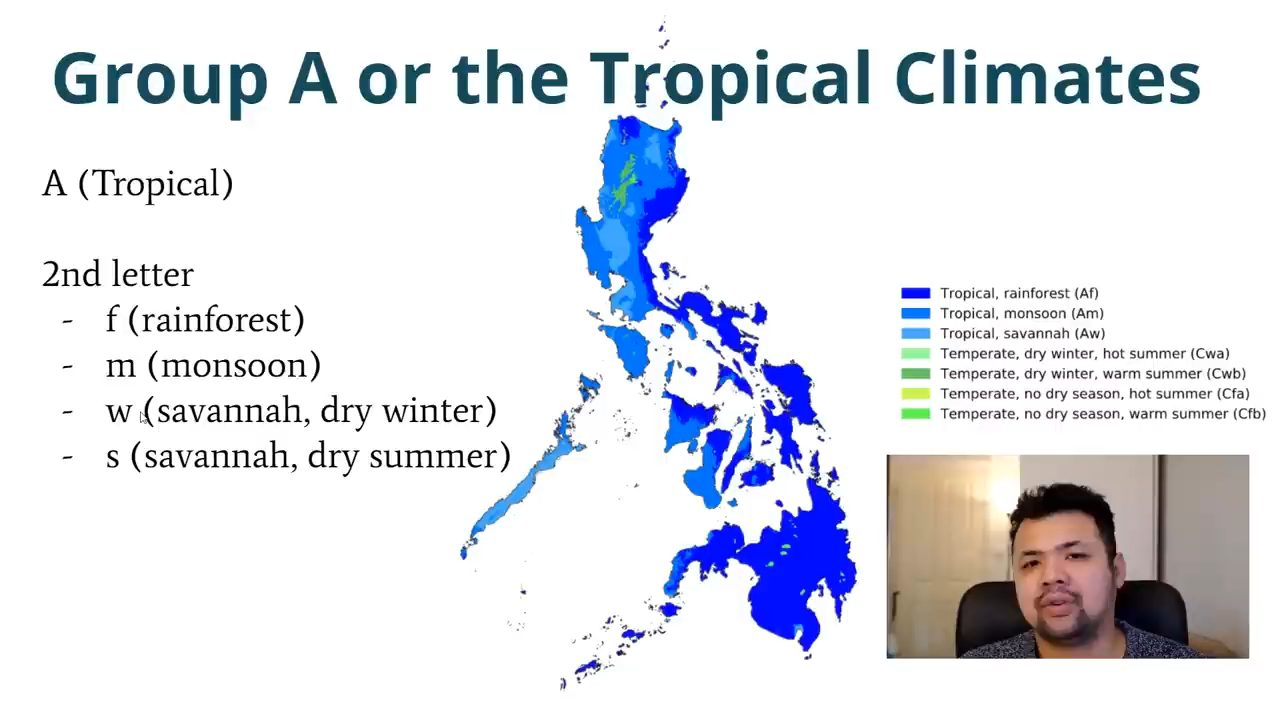 Group A or the Tropical Climates
A (Tropical)
2nd letter
- f (rainforest)
- m (monsoon)
- w (savannah, dry winter)
- s (savannah, dry summer)
Tropical, rainforest (Af)
Tropical, monsoon (Am)
Tropical, savannah (Aw)
Temperate, dry winter, hot summer (Cwa)
Temperate, dry winter, warm summer (Cwb)
Temperate, no dry season, hot summer (Cfa)
Temperate, no dry season, warm summer (Cfb)